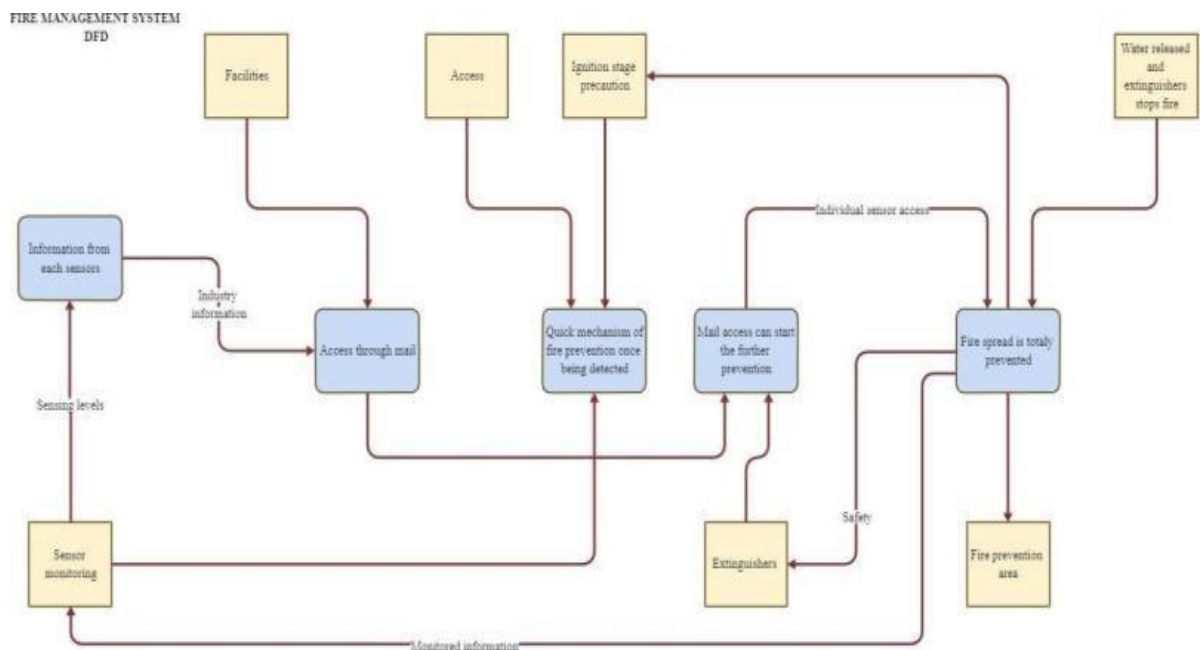 FIRE MANAGEMENT SYSTEM
DFD
Facilities
Access
Ignition stage
precaution
Water released
and
extinguishers
stops fire
Individual sensor access
Information from
each sensors
Industry
information
Access through mail
Quick mechanism of
fire prevention once
being detected
Mail access can start
the further
prevention
Fire spread is totaly
prevented
Sensing levels
Safety
Sensor
monitoring
Extinguishers
Fire prevention
area
Monitored information